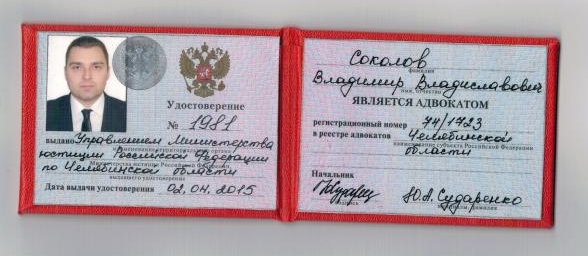 Удостоверение
№ 1981
выдано Управлением Министерства
юстиции Российской Федерации
по Челябинской области
Дата выдачи удостоверения 02.04.2015
Соколов
фамилия
Владимир Владиславович
имя, отчество
ЯВЛЯЕТСЯ АДВОКАТОМ
регистрационный номер 74/1723
в реестре адвокатов Челябинской
наименование субъекта Российской Федерации
области
Начальник
Ю.А. Сударенко
подпись